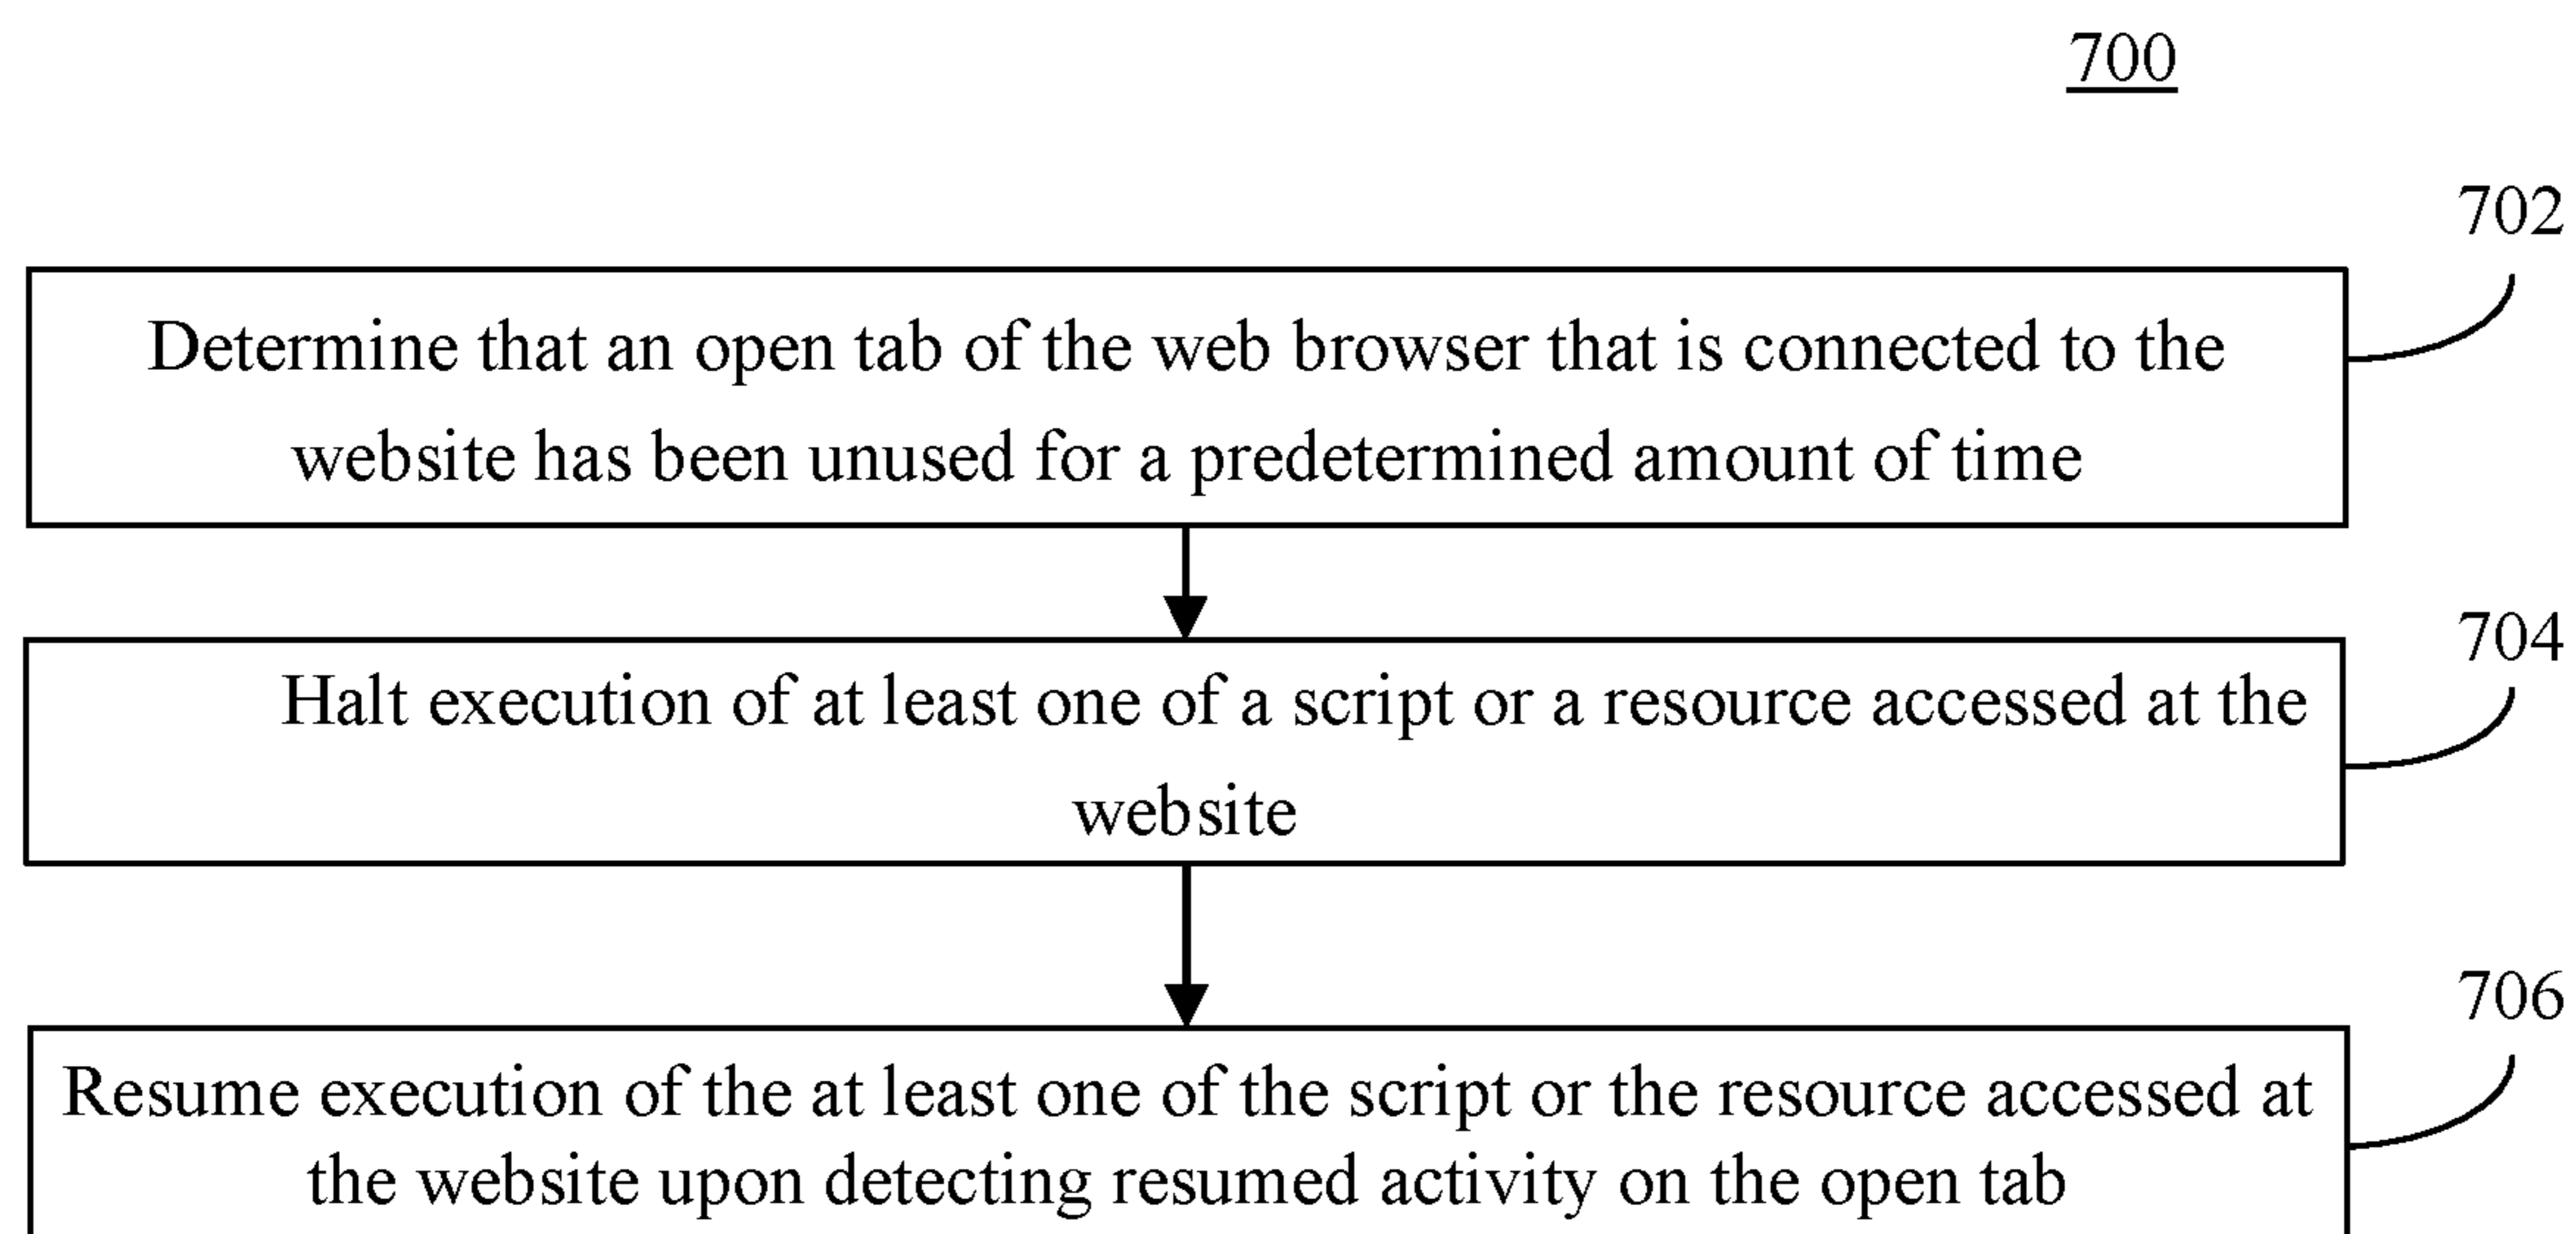 700
702
Determine that an open tab of the web browser that is connected to the
website has been unused for a predetermined amount of time
704
Halt execution of at least one of a script or a resource accessed at the
website
706
Resume execution of the at least one of the script or the resource accessed at
the website upon detecting resumed activity on the open tab